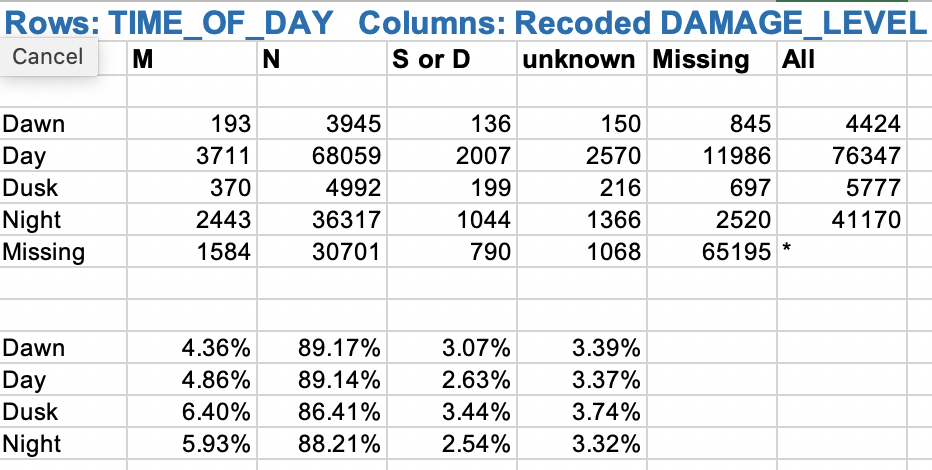 Rows: TIME_OF_DAY Columns: Recoded DAMAGE_LEVEL
Cancel M N S or D unknown Missing All
Dawn 193 3945 136 150 845 4424
Day 3711 68059 2007 2570 11986 76347
Dusk 370 4992 199 216 697 5777
Night 2443 36317 1044 1366 2520 41170
Missing 1584 30701 790 1068 65195 *
Dawn 4.36% 89.17% 3.07% 3.39%
Day 4.86% 89.14% 2.63% 3.37%
Dusk 6.40% 86.41% 3.44% 3.74%
Night 5.93% 88.21% 2.54% 3.32%